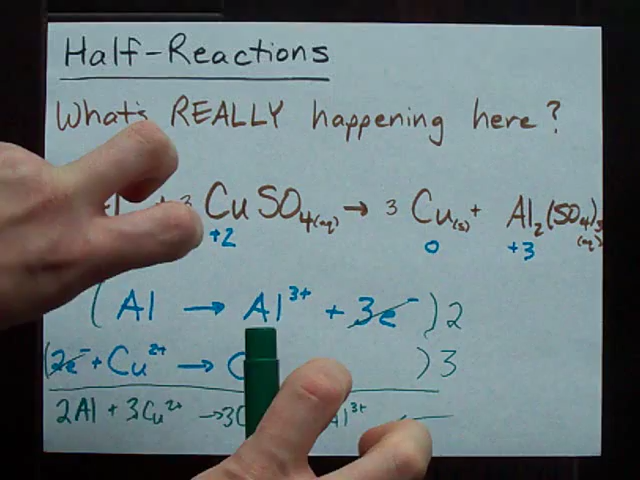 Half-Reactions
What's REALLY happening here?
3 CuSO₄(aq) → 3 Cu(s) + Al₂(SO₄)₃(aq)
+2 0 +3
(Al → Al³⁺ + 3e⁻)2
(2e⁻ + Cu²⁺ → C )3
2Al + 3Cu²⁺ → 3C Al³⁺